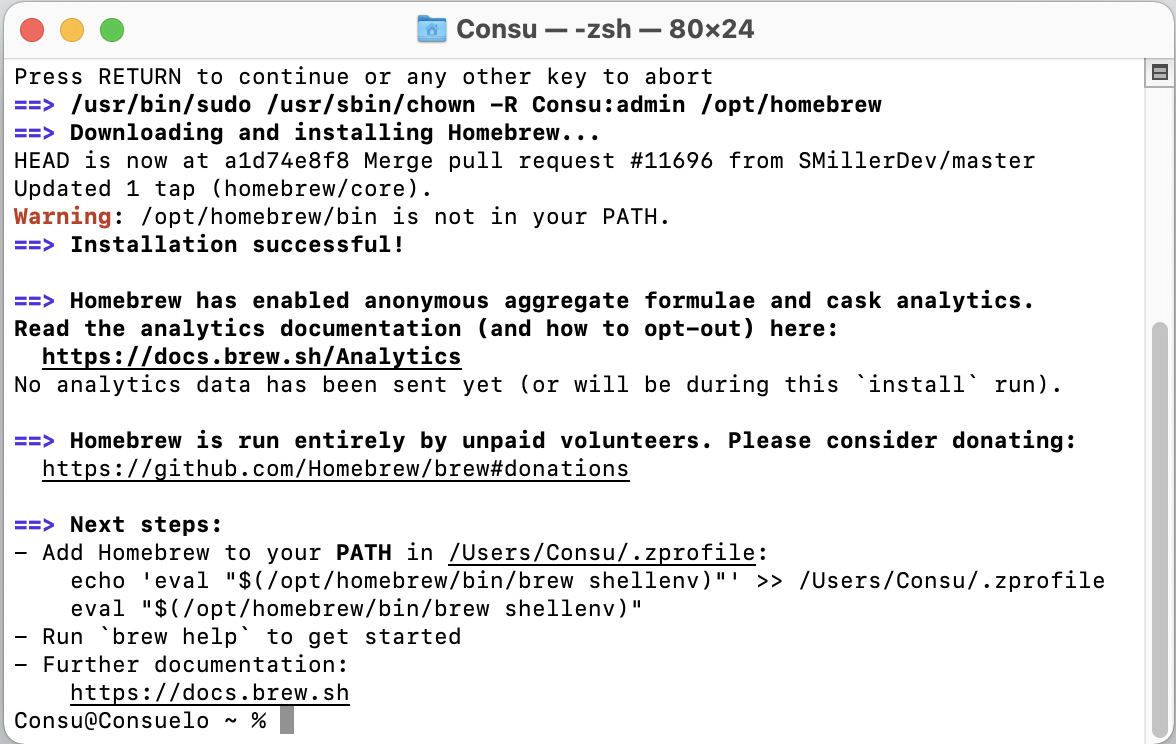 Consu — -zsh — 80×24
Press RETURN to continue or any other key to abort
==> /usr/bin/sudo /usr/sbin/chown -R Consu:admin /opt/homebrew
==> Downloading and installing Homebrew...
HEAD is now at a1d74e8f8 Merge pull request #11696 from SMillerDev/master
Updated 1 tap (homebrew/core).
Warning: /opt/homebrew/bin is not in your PATH.
==> Installation successful!

==> Homebrew has enabled anonymous aggregate formulae and cask analytics.
Read the analytics documentation (and how to opt-out) here:
  https://docs.brew.sh/Analytics
No analytics data has been sent yet (or will be during this `install` run).

==> Homebrew is run entirely by unpaid volunteers. Please consider donating:
  https://github.com/Homebrew/brew#donations

==> Next steps:
- Add Homebrew to your PATH in /Users/Consu/.zprofile:
    echo 'eval "$(/opt/homebrew/bin/brew shellenv)"' >> /Users/Consu/.zprofile
    eval "$(/opt/homebrew/bin/brew shellenv)"
- Run `brew help` to get started
- Further documentation:
    https://docs.brew.sh
Consu@Consuelo ~ %